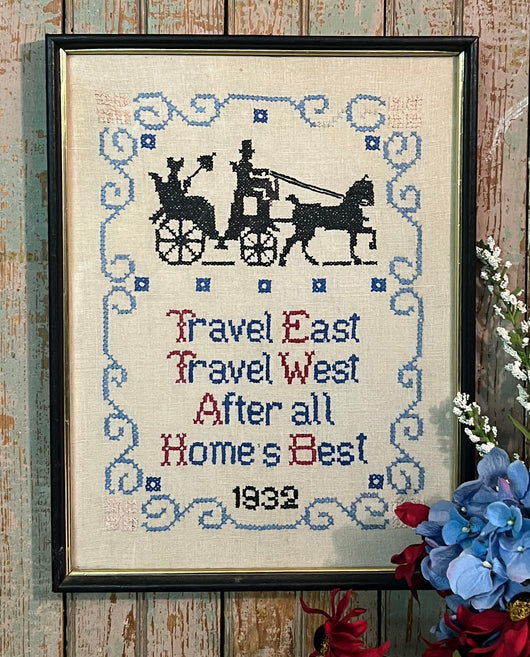 Travel East
Travel West
After all
Home's Best
1932